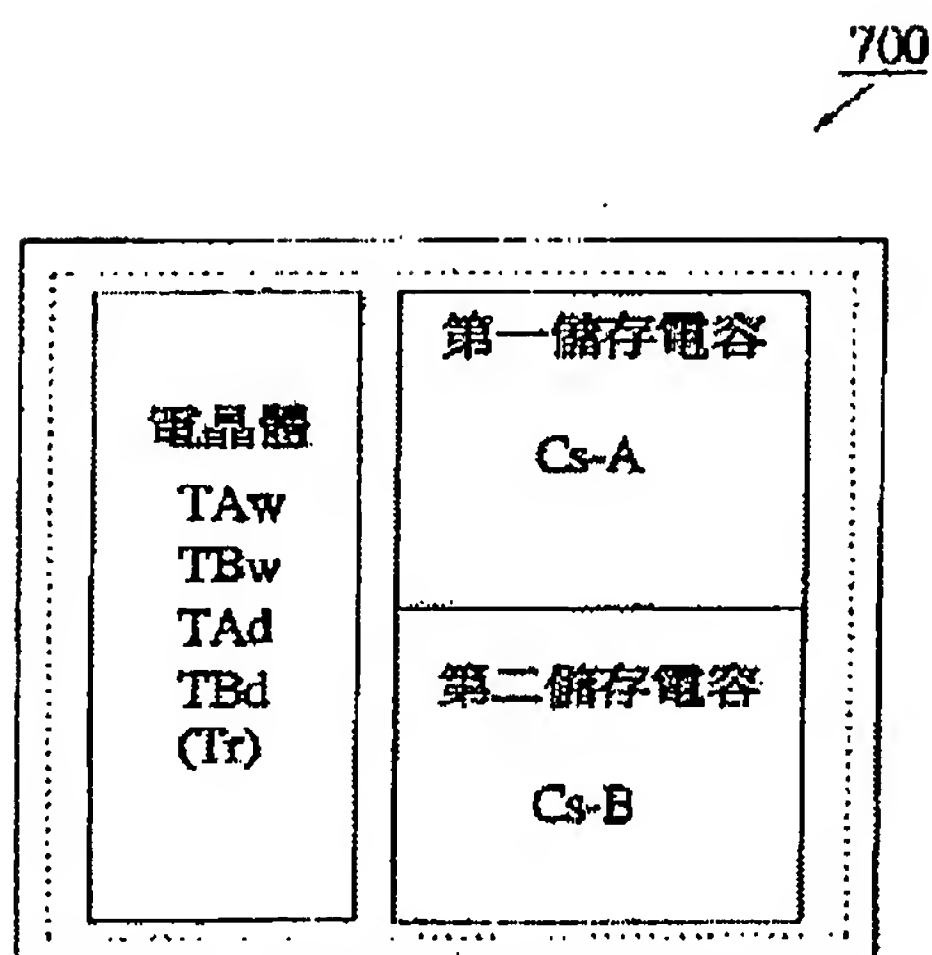 700
電晶體
TAw
TBw
TAd
TBd
(Tr)
第一儲存電容
Cs-A
第二儲存電容
Cs-B